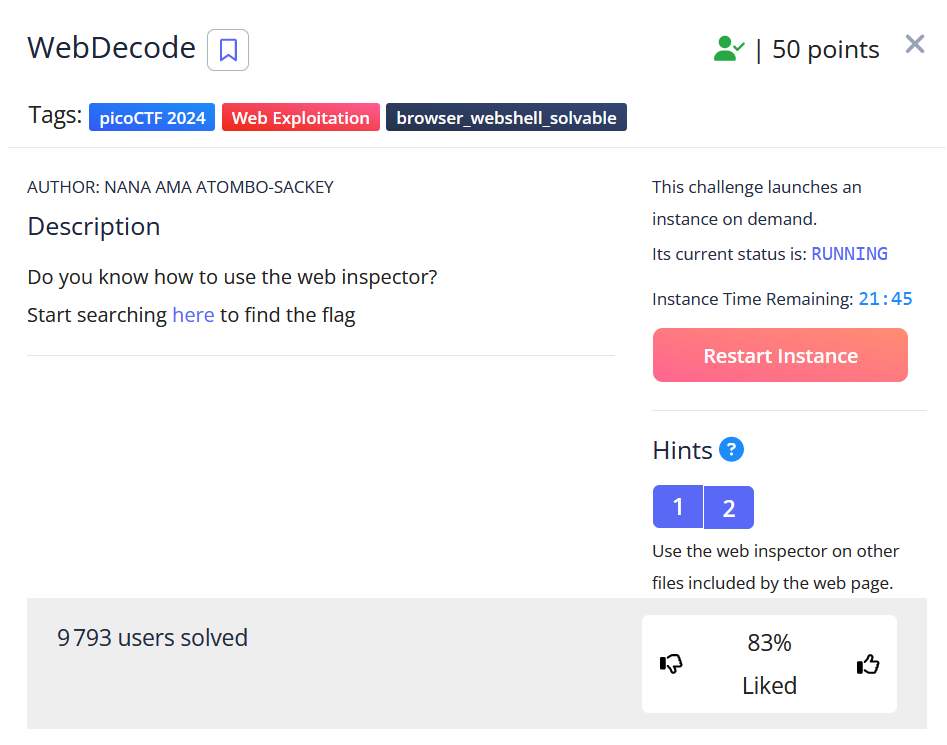 WebDecode
| 50 points
Tags: picoCTF 2024 Web Exploitation browser_webshell_solvable
AUTHOR: NANA AMA ATOMBO-SACKEY
Description
Do you know how to use the web inspector?
Start searching here to find the flag
This challenge launches an
instance on demand.
Its current status is: RUNNING
Instance Time Remaining: 21:45
Restart Instance
Hints ?
1 2
Use the web inspector on other
files included by the web page.
9 793 users solved
83%
Liked